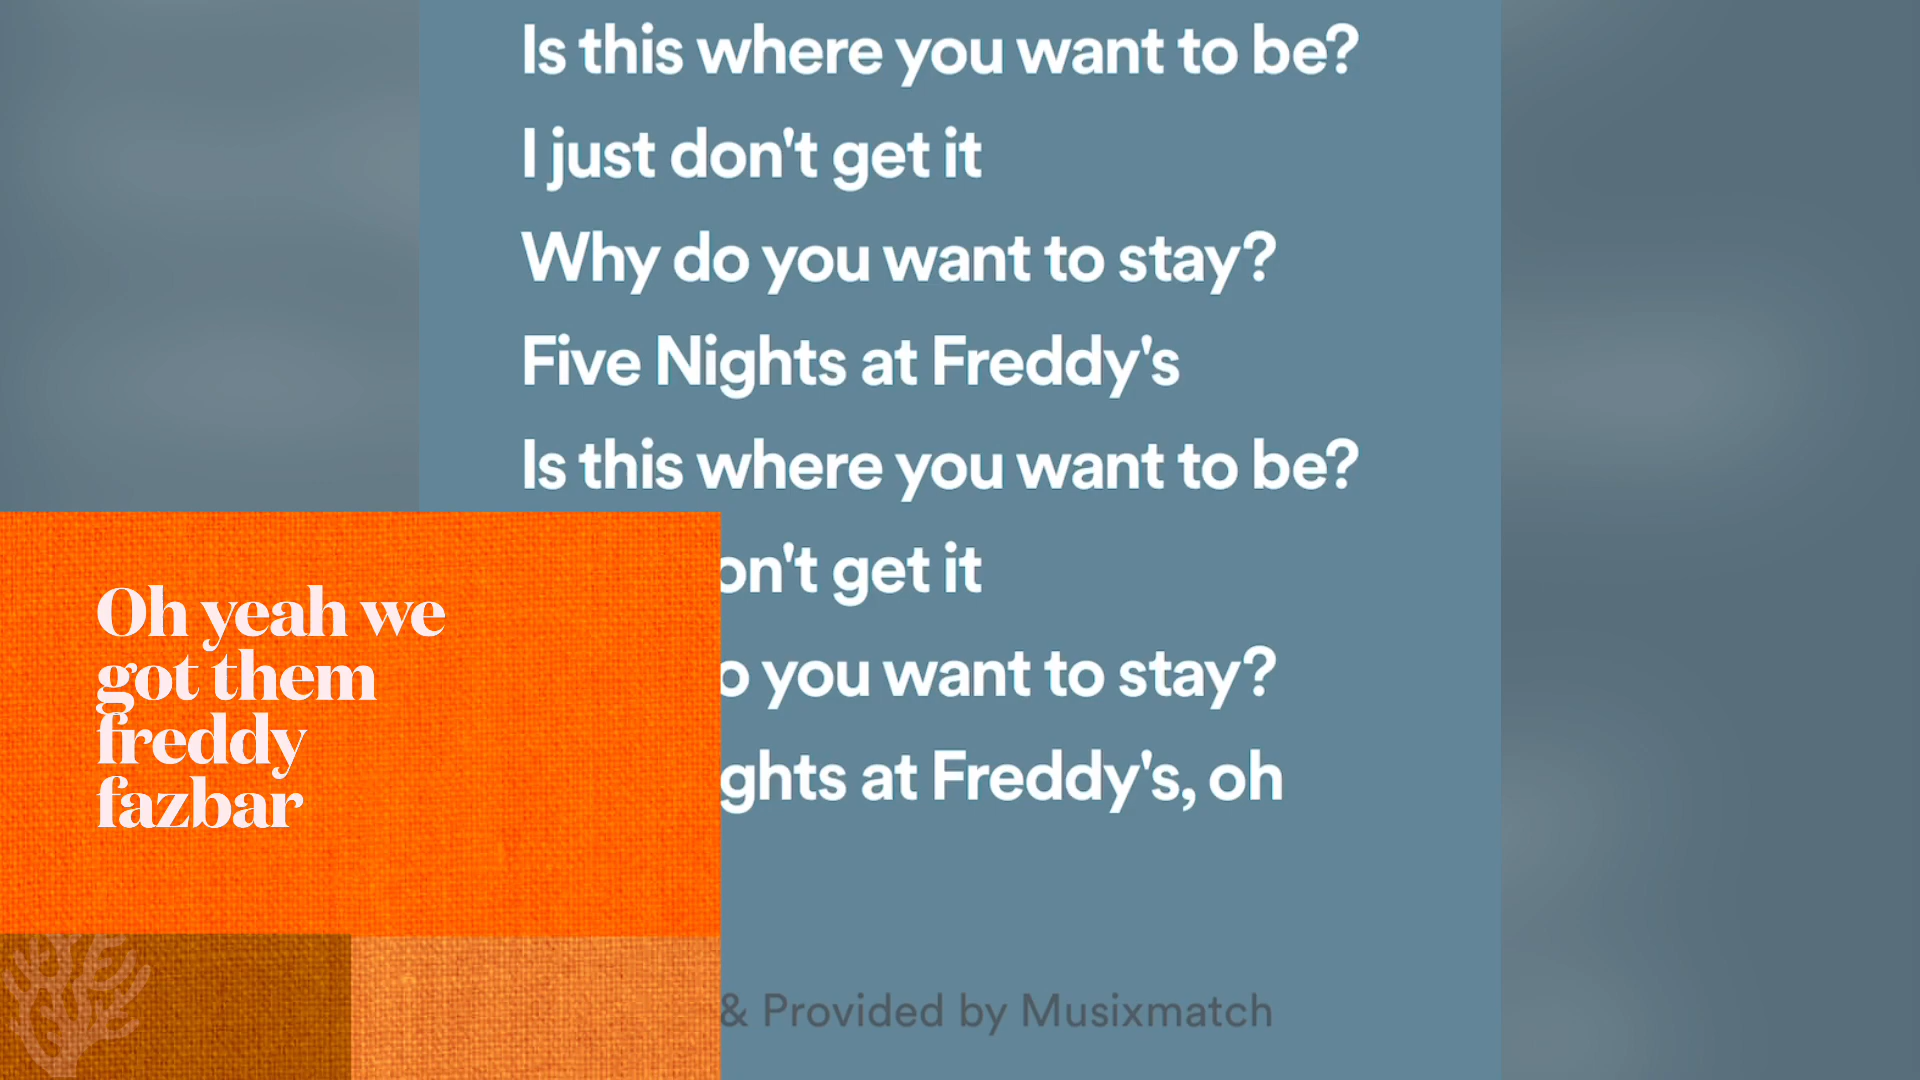 Is this where you want to be?
I just don't get it
Why do you want to stay?
Five Nights at Freddy's
Is this where you want to be?
on't get it
o you want to stay?
ghts at Freddy's, oh
& Provided by Musixmatch
Oh yeah we
got them
freddy
fazbar